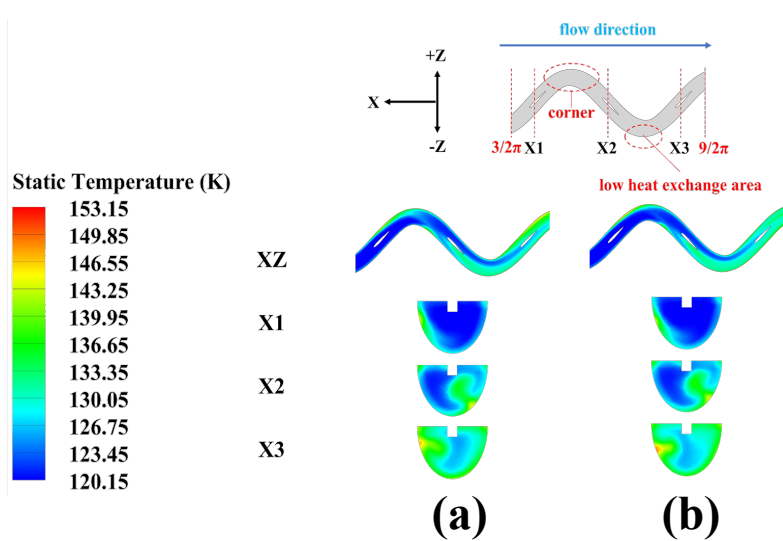 flow direction
+Z
X
-Z
corner
3/2π X1 X2 X3 9/2π
low heat exchange area
Static Temperature (K)
153.15
149.85
146.55
143.25
139.95
136.65
133.35
130.05
126.75
123.45
120.15
XZ
X1
X2
X3
(a) (b)